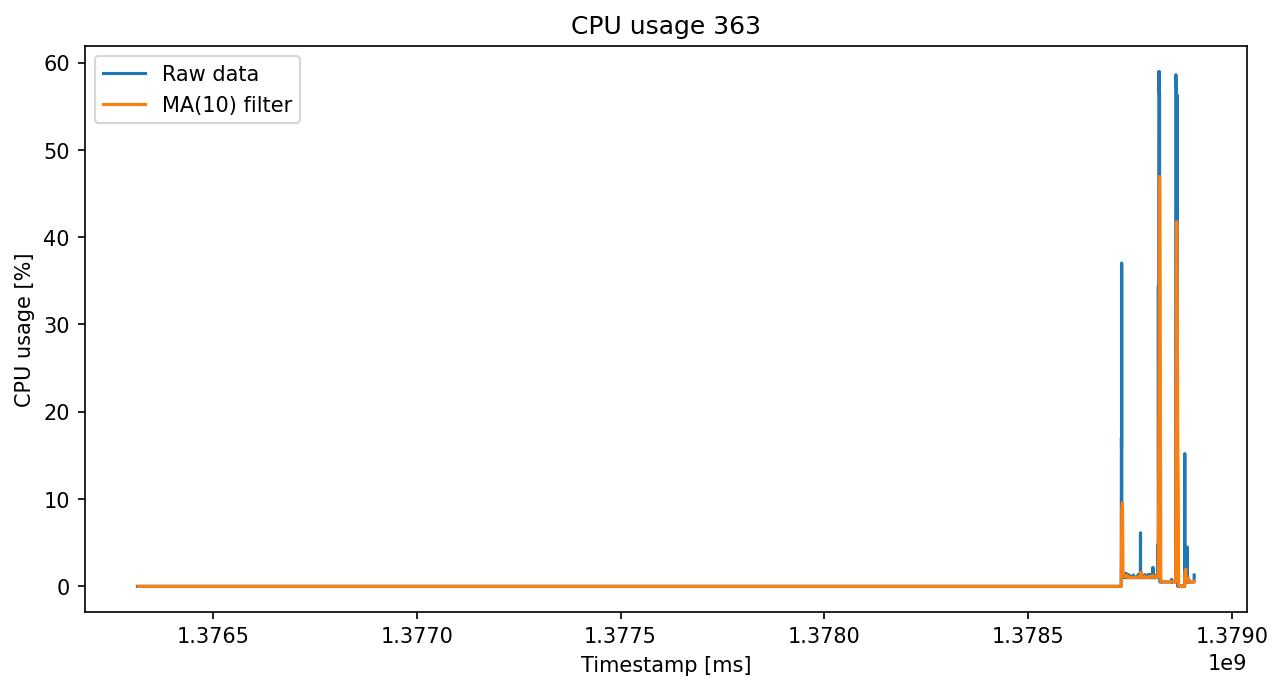 CPU usage 363
Raw data
MA(10) filter
CPU usage [%]
60
50
40
30
20
10
0
1.3765 1.3770 1.3775 1.3780 1.3785 1.3790
1e9
Timestamp [ms]